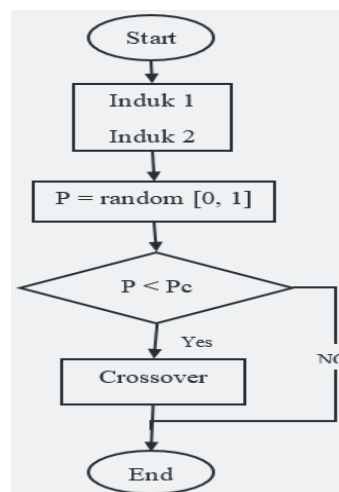 Start
Induk 1
Induk 2
P = random [0, 1]
P < Pc
Yes
Crossover
End